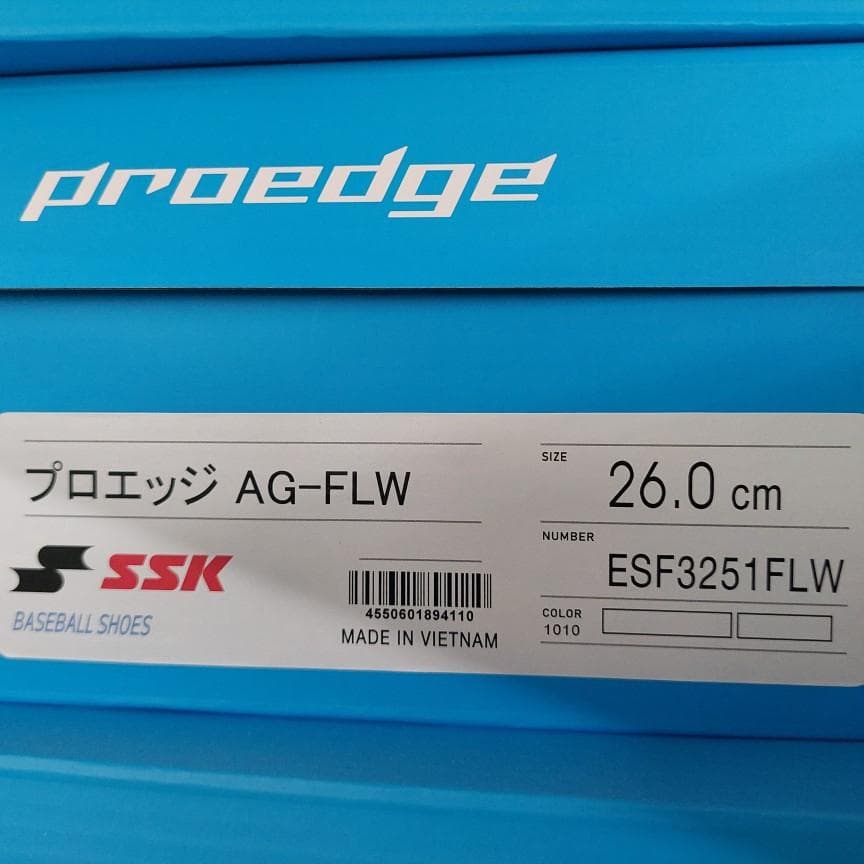 proedge
プロエッジ AG-FLW
SSK
BASEBALL SHOES
4550601894110
MADE IN VIETNAM
SIZE
26.0 cm
NUMBER
ESF3251FLW
COLOR
1010